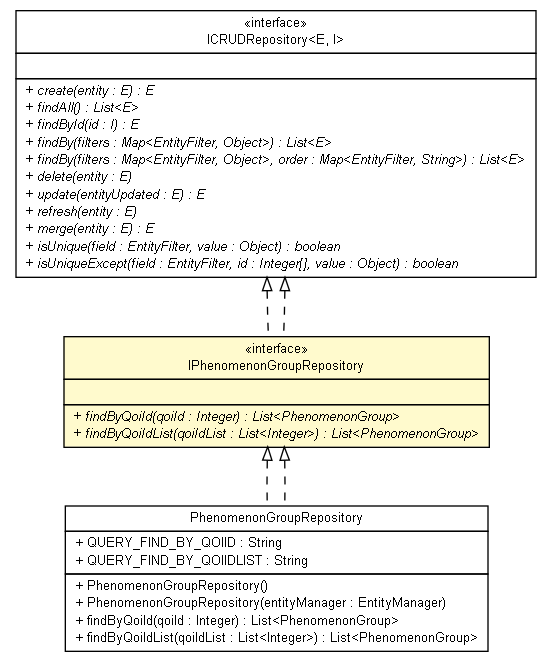 «interface»
ICRUDRepository<E, I>
+ create(entity : E) : E
+ findAll() : List<E>
+ findById(id : I) : E
+ findBy(filters : Map<EntityFilter, Object>) : List<E>
+ findBy(filters : Map<EntityFilter, Object>, order : Map<EntityFilter, String>) : List<E>
+ delete(entity : E)
+ update(entityUpdated : E) : E
+ refresh(entity : E)
+ merge(entity : E) : E
+ isUnique(field : EntityFilter, value : Object) : boolean
+ isUniqueExcept(field : EntityFilter, id : Integer[], value : Object) : boolean
«interface»
IPhenomenonGroupRepository
+ findByQoiId(qoiId : Integer) : List<PhenomenonGroup>
+ findByQoiIdList(qoiIdList : List<Integer>) : List<PhenomenonGroup>
PhenomenonGroupRepository
+ QUERY_FIND_BY_QOIID : String
+ QUERY_FIND_BY_QOIIDLIST : String
+ PhenomenonGroupRepository()
+ PhenomenonGroupRepository(entityManager : EntityManager)
+ findByQoiId(qoiId : Integer) : List<PhenomenonGroup>
+ findByQoiIdList(qoiIdList : List<Integer>) : List<PhenomenonGroup>